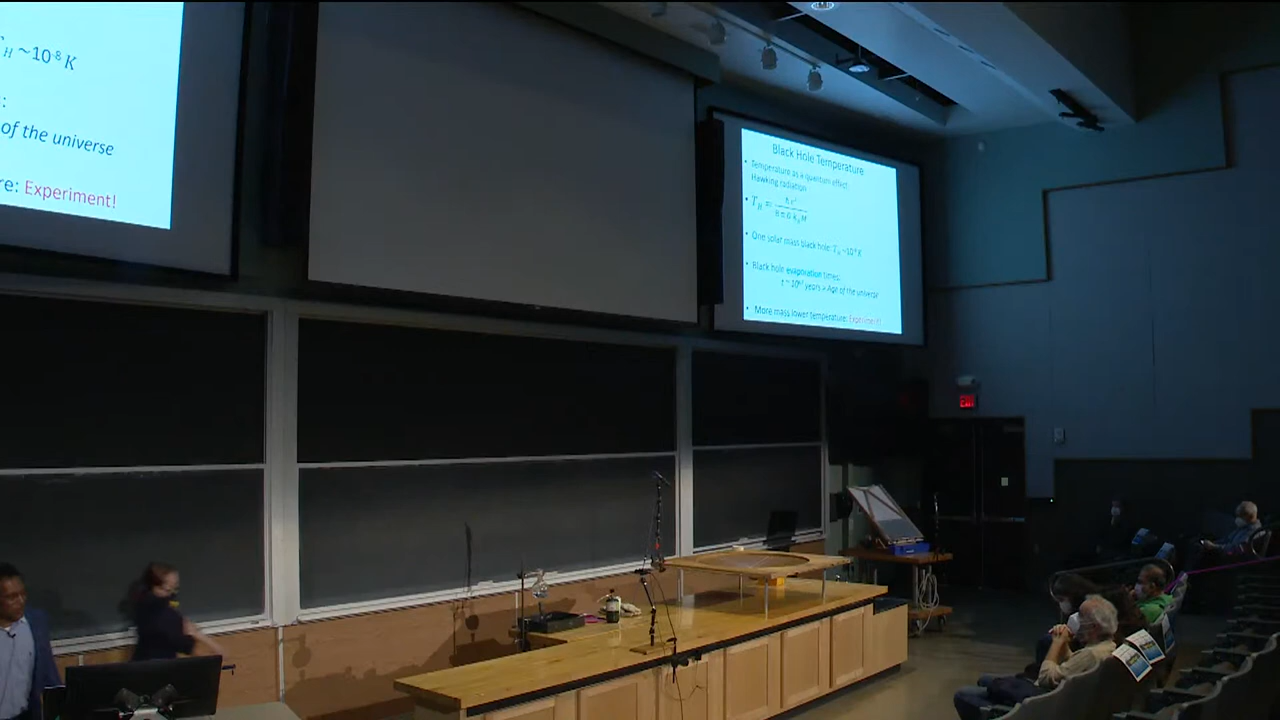 T_H ~10^-8 K
:
of the universe
re: Experiment!
Black Hole Temperature
• Temperature as a quantum effect:
Hawking radiation
• One solar mass black hole: T_H ~10^-8 K
• Black hole evaporation times:
years > Age of the universe
• More mass lower temperature: Experiment!
EXIT